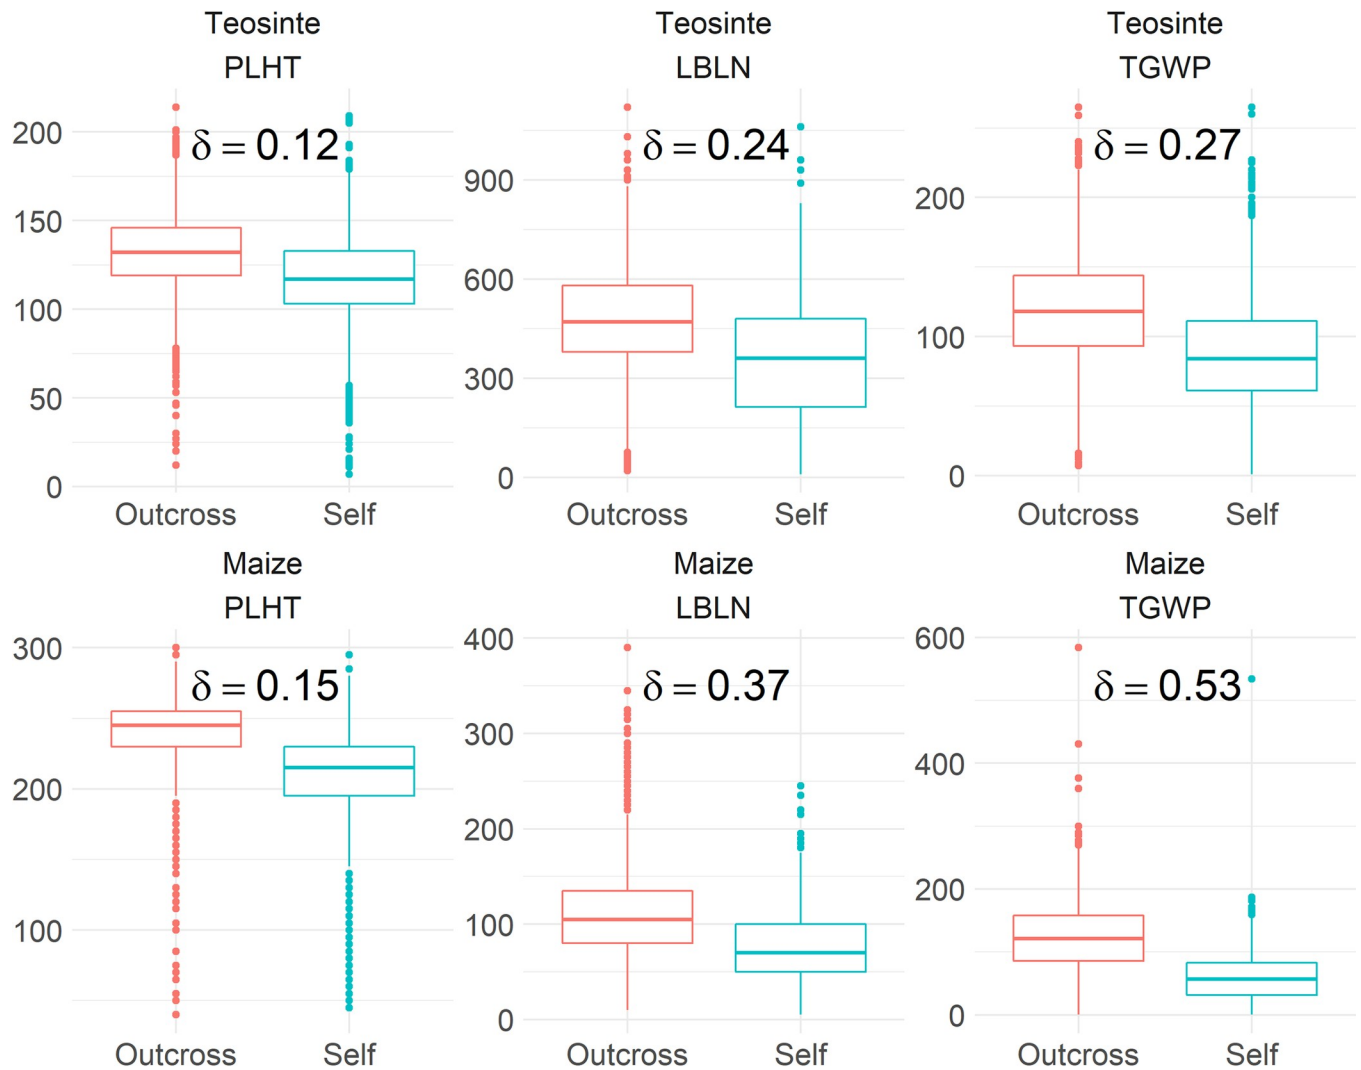 Teosinte
PLHT
δ = 0.12
200
150
100
50
0
Outcross Self
Teosinte
LBLN
δ = 0.24
900
600
300
0
Outcross Self
Teosinte
TGWP
δ = 0.27
200
100
0
Outcross Self
Maize
PLHT
δ = 0.15
300
200
100
Outcross Self
Maize
LBLN
δ = 0.37
400
300
200
100
0
Outcross Self
Maize
TGWP
δ = 0.53
600
400
200
0
Outcross Self